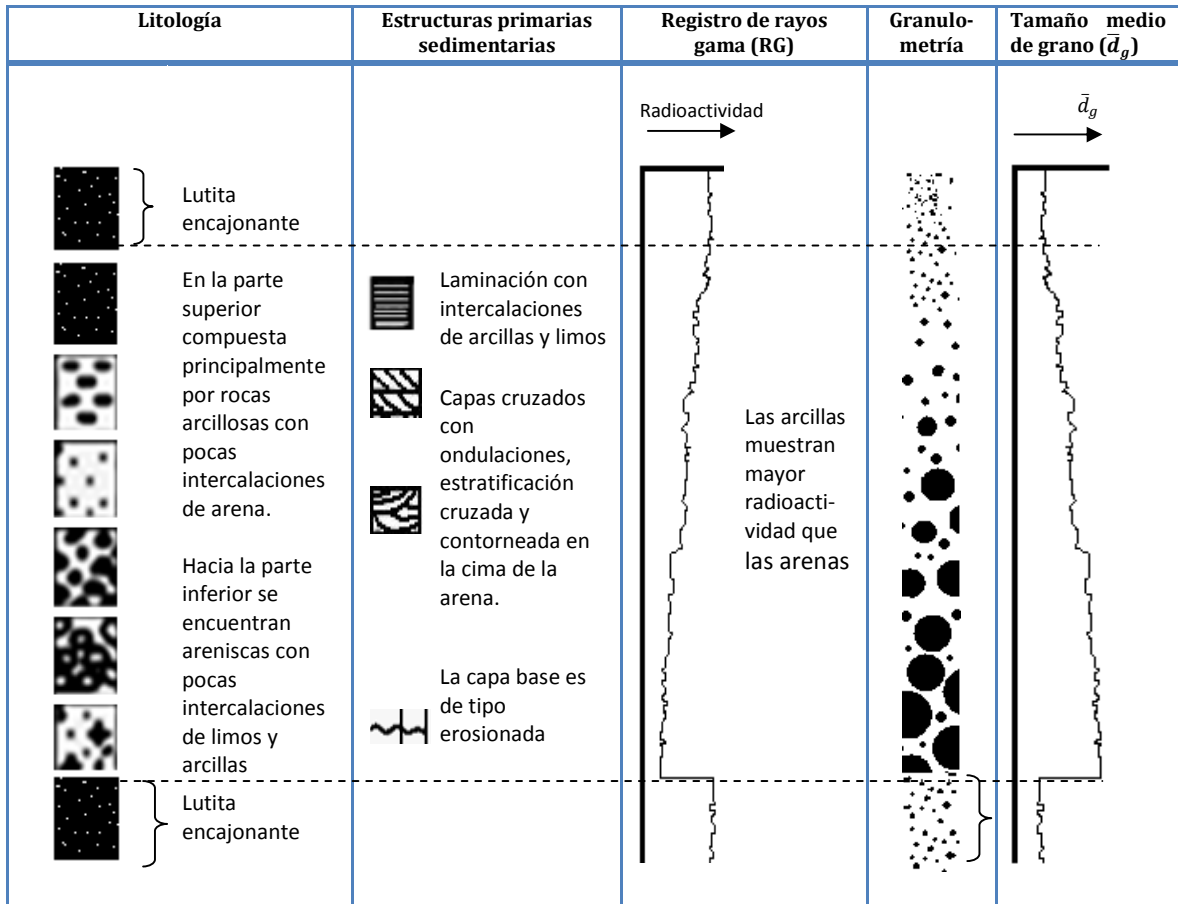 Litología
Estructuras primarias
sedimentarias
Registro de rayos
gama (RG)
Granulo-
metría
Tamaño medio
de grano (d̄g)
Lutita
encajonante
En la parte
superior
compuesta
principalmente
por rocas
arcillosas con
pocas
intercalaciones
de arena.
Hacia la parte
inferior se
encuentran
areniscas con
pocas
intercalaciones
de limos y
arcillas
Lutita
encajonante
Laminación con
intercalaciones
de arcillas y limos
Capas cruzados
con
ondulaciones,
estratificación
cruzada y
contorneada en
la cima de la
arena.
La capa base es
de tipo
erosionada
Radioactividad
Las arcillas
muestran
mayor
radioacti-
vidad que
las arenas
d̄g